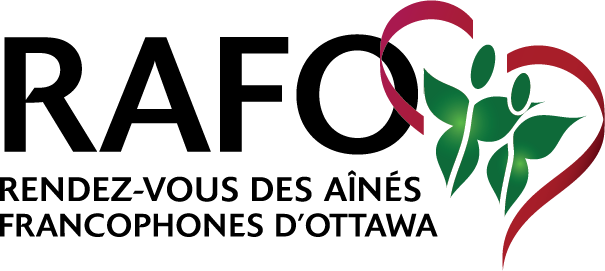 RAFO
RENDEZ-VOUS DES AÎNÉS
FRANCOPHONES D'OTTAWA